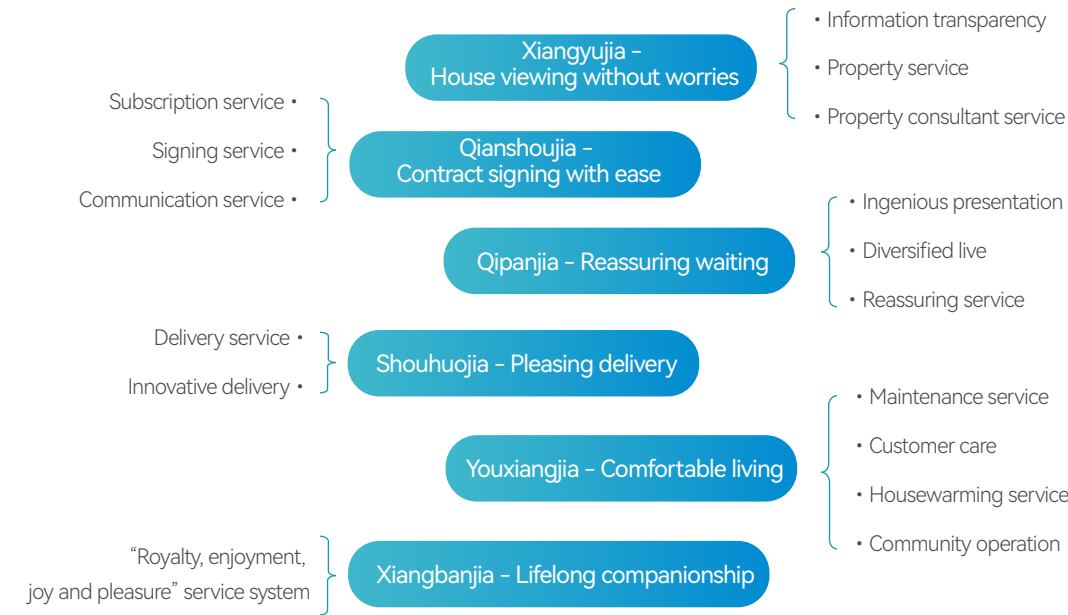 Xiangyujia –
House viewing without worries
• Information transparency
• Property service
• Property consultant service
Subscription service •
Signing service •
Communication service •
Qianshoujia –
Contract signing with ease
Qipanjia – Reassuring waiting
• Ingenious presentation
• Diversified live
• Reassuring service
Delivery service •
Innovative delivery •
Shouhuojia – Pleasing delivery
Youxiangjia – Comfortable living
• Maintenance service
• Customer care
• Housewarming service
• Community operation
“Royalty, enjoyment,
joy and pleasure” service system
Xiangbanjia – Lifelong companionship